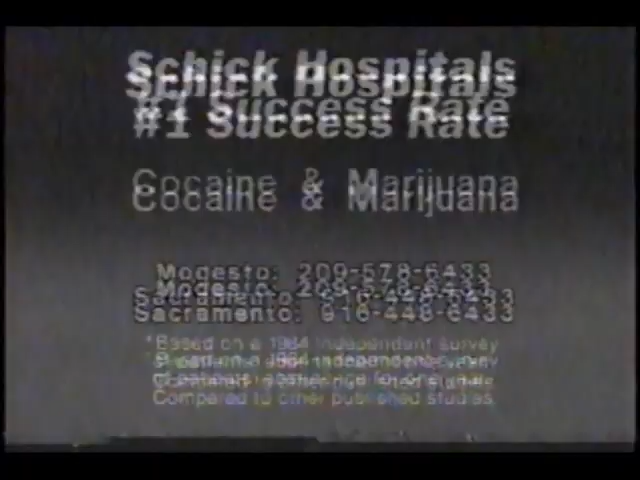 Schick Hospitals
#1 Success Rate
Cocaine & Marijuana
Modesto: 209-578-6433
Sacramento: 916-448-6433
*Based on a 1984 independent survey
Compared to other published studies